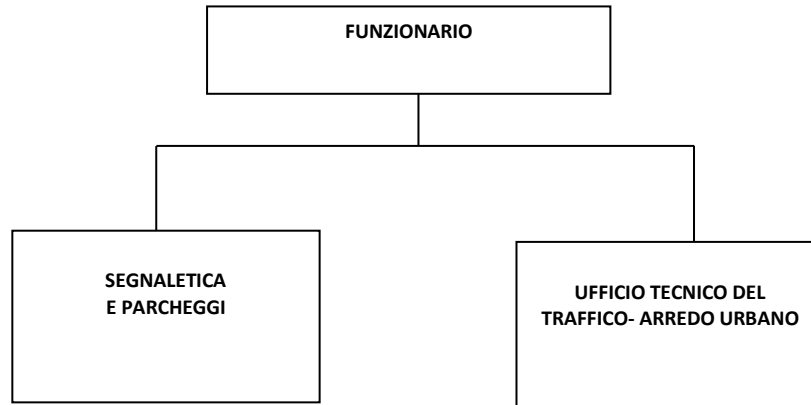 FUNZIONARIO
SEGNALETICA
E PARCHEGGI
UFFICIO TECNICO DEL
TRAFFICO- ARREDO URBANO